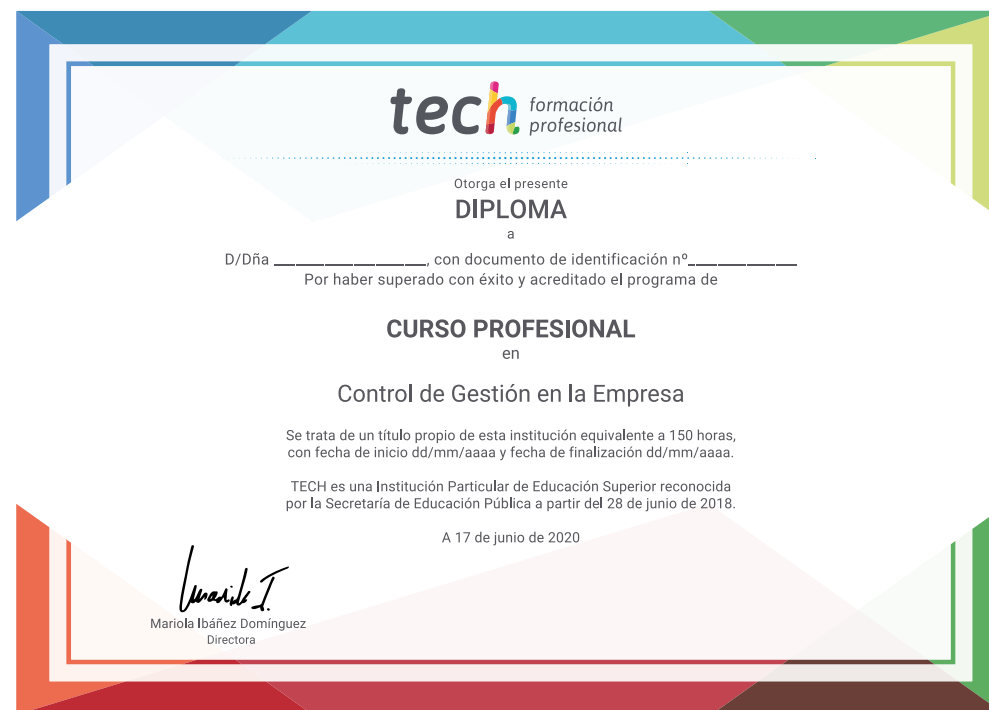 tech formación
profesional
Otorga el presente
DIPLOMA
a
D/Dña _________________, con documento de identificación nº____________
Por haber superado con éxito y acreditado el programa de
CURSO PROFESIONAL
en
Control de Gestión en la Empresa
Se trata de un título propio de esta institución equivalente a 150 horas,
con fecha de inicio dd/mm/aaaa y fecha de finalización dd/mm/aaaa.
TECH es una Institución Particular de Educación Superior reconocida
por la Secretaría de Educación Pública a partir del 28 de junio de 2018.
A 17 de junio de 2020
Mariola Ibáñez Domínguez
Directora